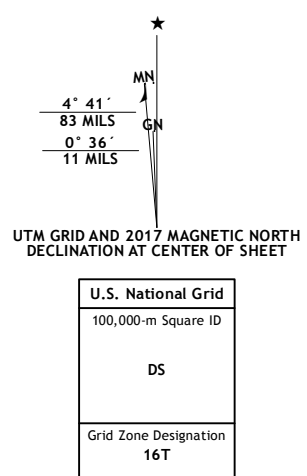 MN
4° 41´
83 MILS
GN
0° 36´
11 MILS
UTM GRID AND 2017 MAGNETIC NORTH
DECLINATION AT CENTER OF SHEET
U.S. National Grid
100,000-m Square ID
DS
Grid Zone Designation
16T